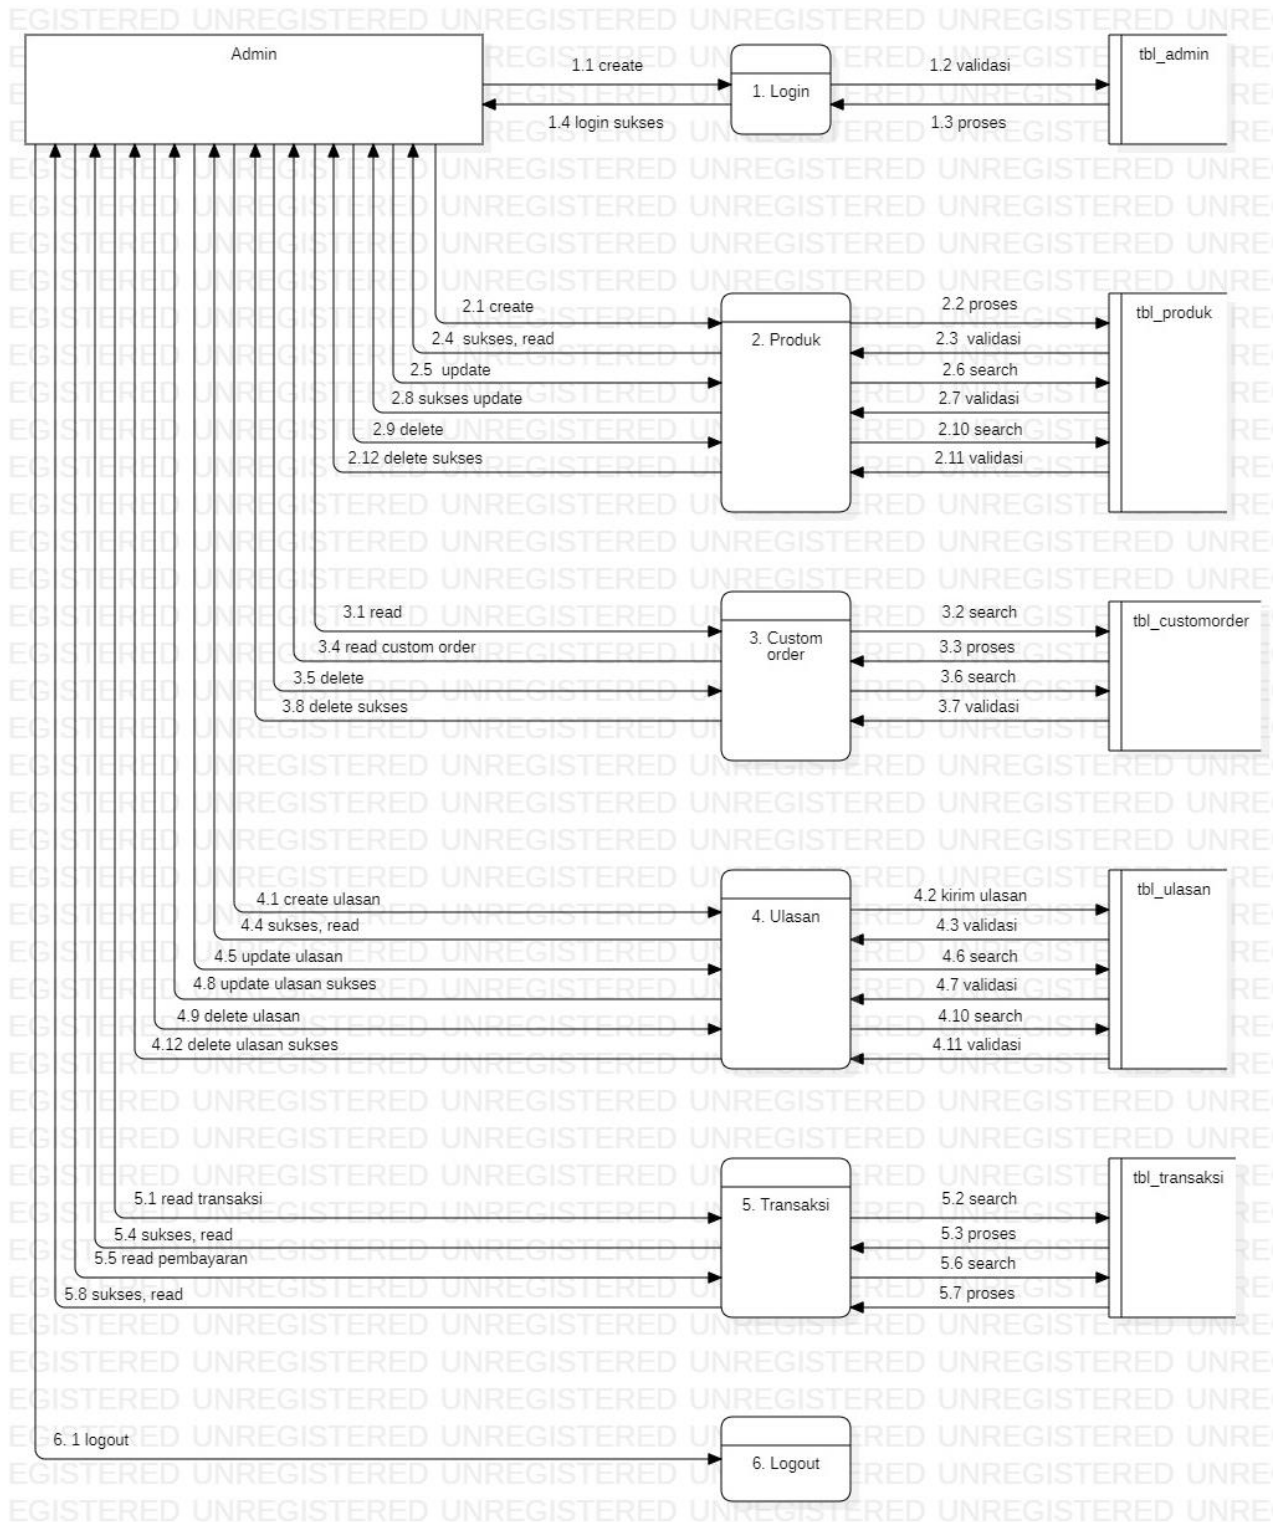 Admin
1.1 create
1.4 login sukses
1. Login
1.2 validasi
1.3 proses
tbl_admin
2.1 create
2.4 sukses, read
2.5 update
2.8 sukses update
2.9 delete
2.12 delete sukses
2. Produk
2.2 proses
2.3 validasi
2.6 search
2.7 validasi
2.10 search
2.11 validasi
tbl_produk
3.1 read
3.4 read custom order
3.5 delete
3.8 delete sukses
3. Custom
order
3.2 search
3.3 proses
3.6 search
3.7 validasi
tbl_customorder
4.1 create ulasan
4.4 sukses, read
4.5 update ulasan
4.8 update ulasan sukses
4.9 delete ulasan
4.12 delete ulasan sukses
4. Ulasan
4.2 kirim ulasan
4.3 validasi
4.6 search
4.7 validasi
4.10 search
4.11 validasi
tbl_ulasan
5.1 read transaksi
5.4 sukses, read
5.5 read pembayaran
5.8 sukses, read
5. Transaksi
5.2 search
5.3 proses
5.6 search
5.7 proses
tbl_transaksi
6. 1 logout
6. Logout